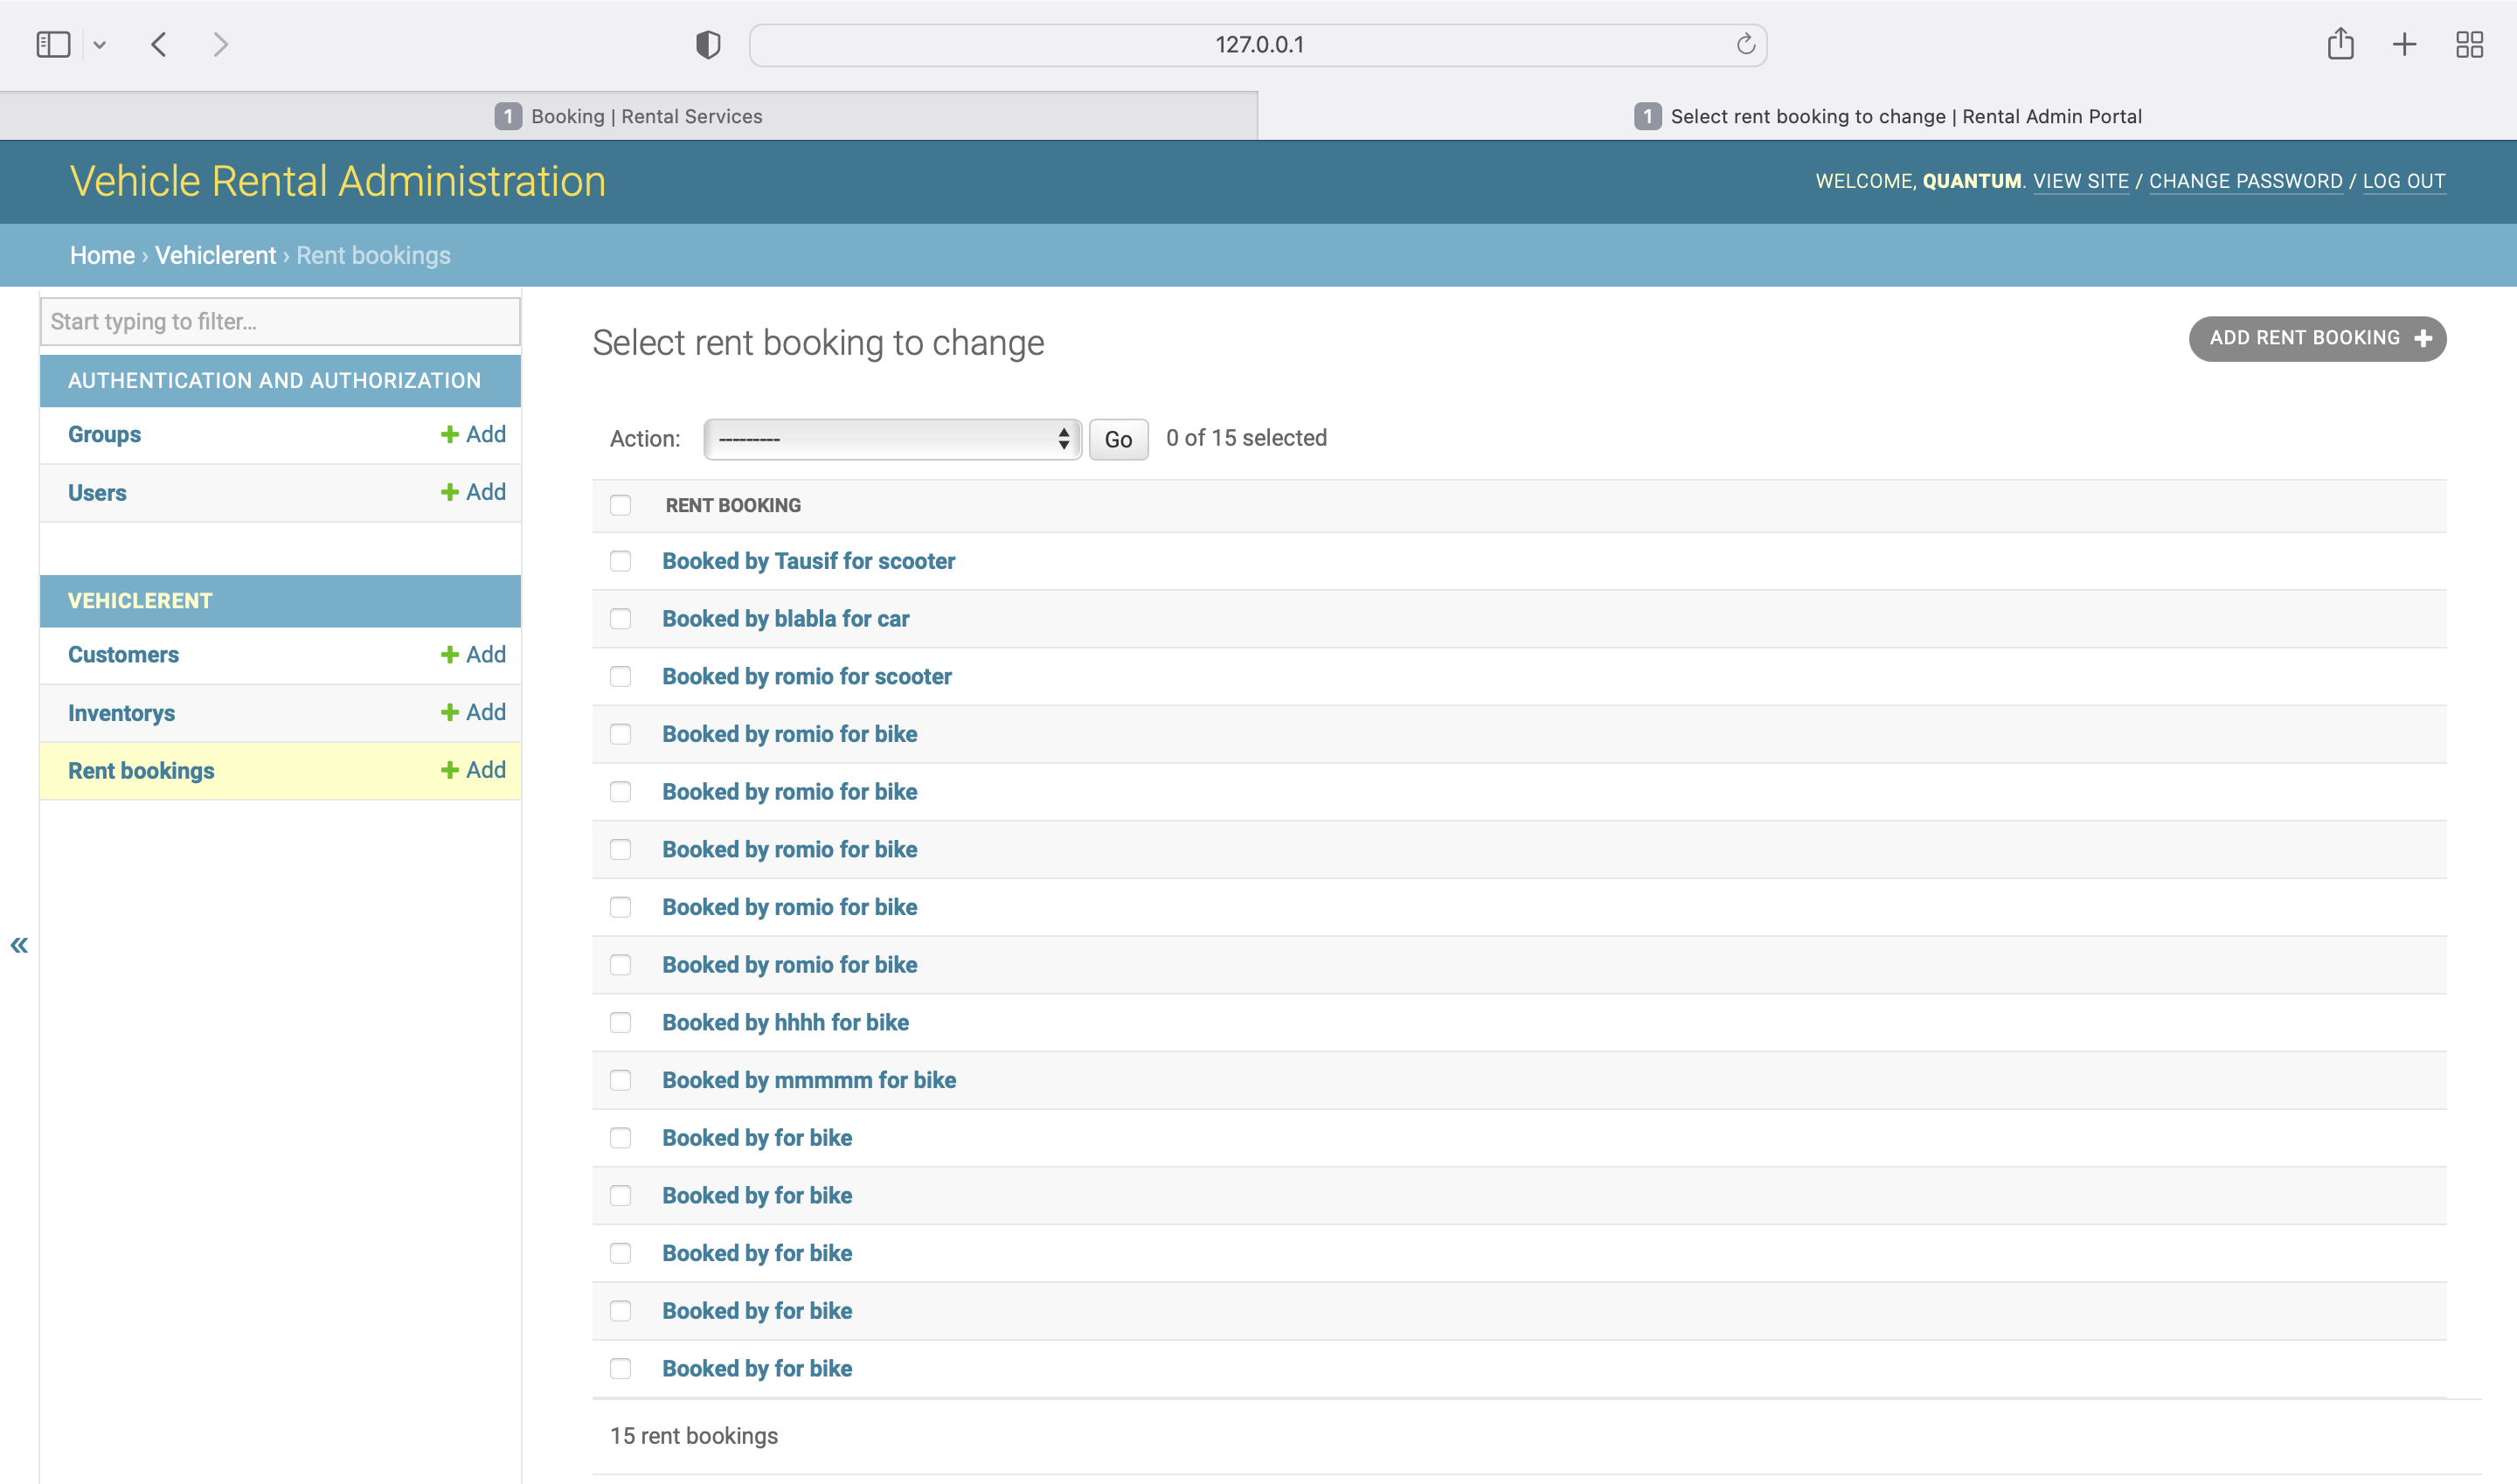 127.0.0.1
1 Booking | Rental Services
1 Select rent booking to change | Rental Admin Portal
Vehicle Rental Administration
WELCOME, QUANTUM. VIEW SITE / CHANGE PASSWORD / LOG OUT
Home › Vehiclerent › Rent bookings
Start typing to filter...
AUTHENTICATION AND AUTHORIZATION
Groups + Add
Users + Add
VEHICLERENT
Customers + Add
Inventorys + Add
Rent bookings + Add
«
Select rent booking to change
ADD RENT BOOKING +
Action: --------- Go 0 of 15 selected
RENT BOOKING
Booked by Tausif for scooter
Booked by blabla for car
Booked by romio for scooter
Booked by romio for bike
Booked by romio for bike
Booked by romio for bike
Booked by romio for bike
Booked by romio for bike
Booked by hhhh for bike
Booked by mmmmm for bike
Booked by for bike
Booked by for bike
Booked by for bike
Booked by for bike
Booked by for bike
15 rent bookings